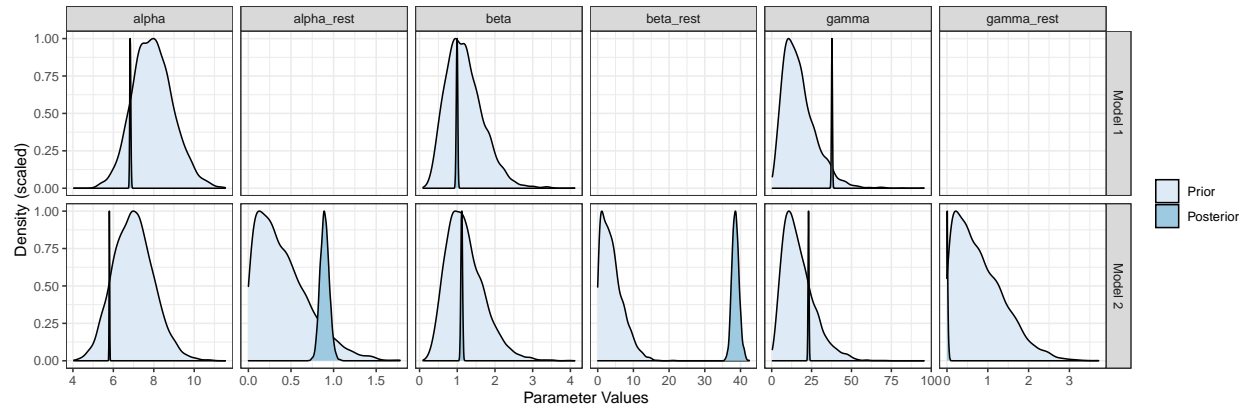 alpha alpha_rest beta beta_rest gamma gamma_rest
1.00
0.75
0.50
0.25
0.00
Model 1
1.00
0.75
0.50
0.25
0.00
Model 2
4 6 8 10 0.0 0.5 1.0 1.5 0 1 2 3 4 0 10 20 30 40 0 25 50 75 100 0 1 2 3
Parameter Values
Density (scaled)
Prior
Posterior